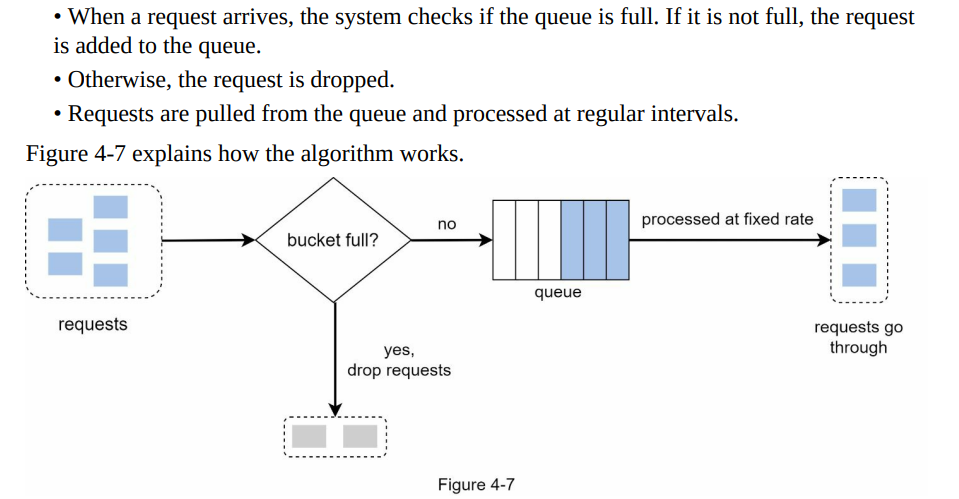 • When a request arrives, the system checks if the queue is full. If it is not full, the request
is added to the queue.
• Otherwise, the request is dropped.
• Requests are pulled from the queue and processed at regular intervals.
Figure 4-7 explains how the algorithm works.
requests
bucket full?
no
queue
processed at fixed rate
requests go
through
yes,
drop requests
Figure 4-7